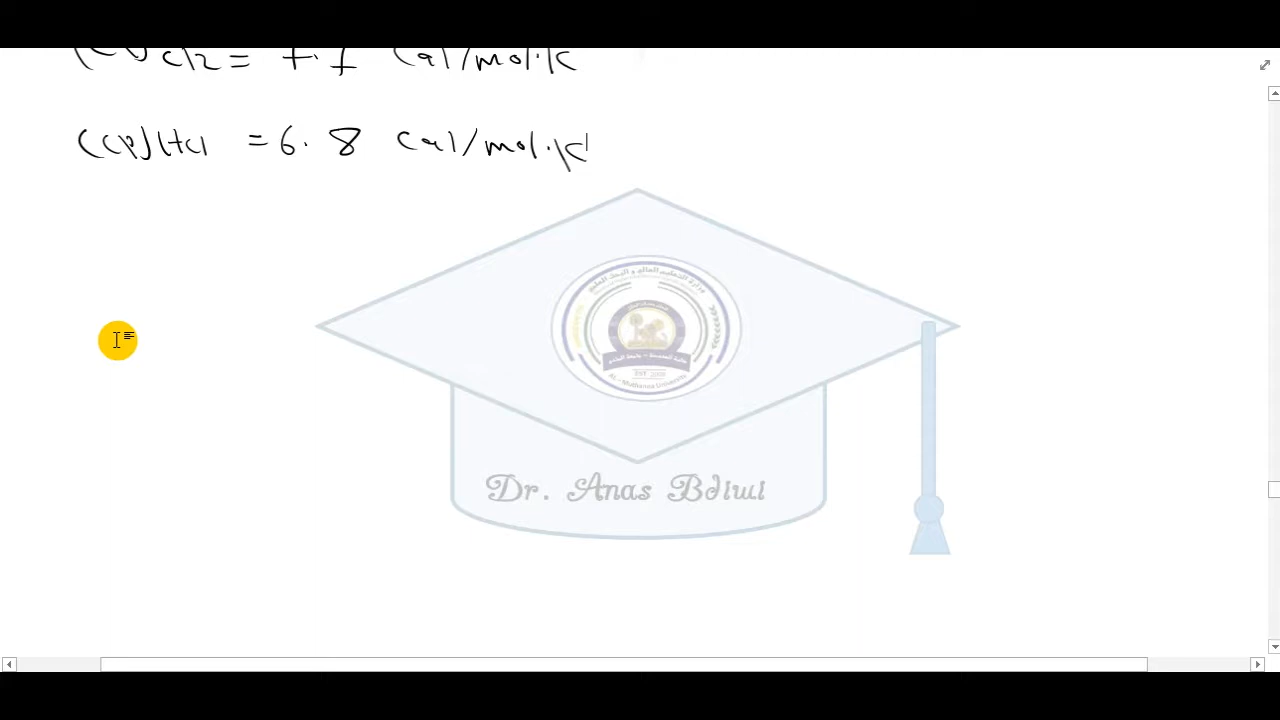 (Cp)Cl2 = 7.7 Cal/mol.K
(Cp)HCl = 6.8 Cal/mol.K
Dr. Anas Bdiwi